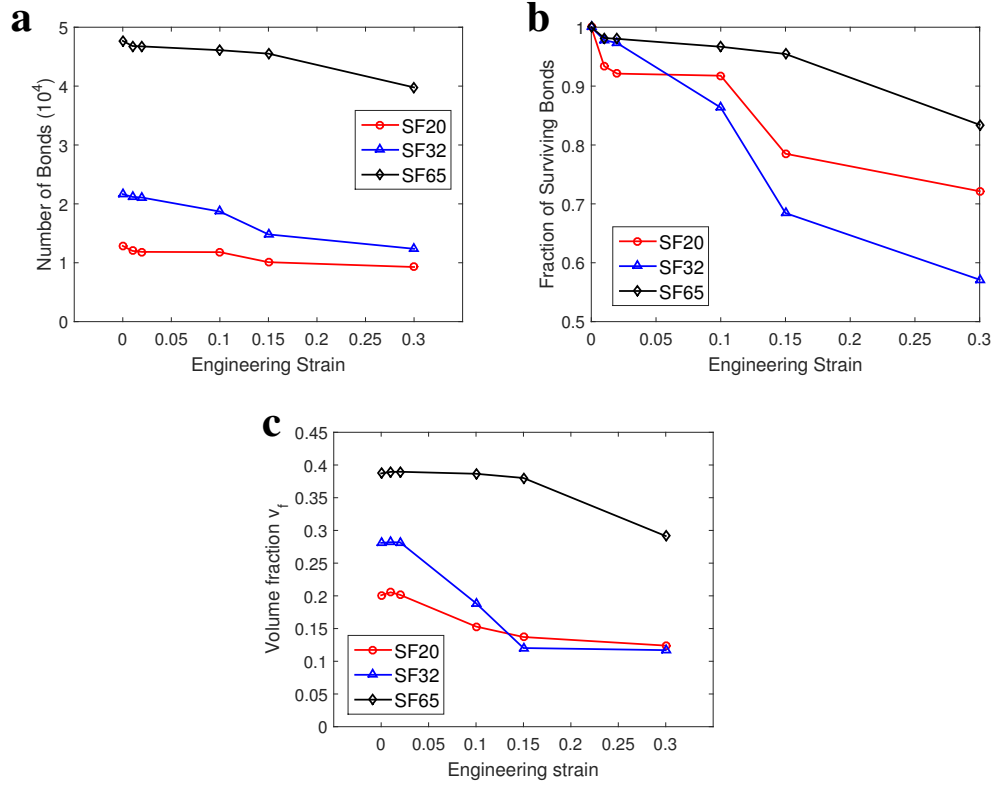 a
5
4
3
2
1
0
Number of Bonds (10⁴)
SF20
SF32
SF65
0 0.05 0.1 0.15 0.2 0.25 0.3
Engineering Strain
b
1
0.9
0.8
0.7
0.6
0.5
Fraction of Surviving Bonds
SF20
SF32
SF65
0 0.05 0.1 0.15 0.2 0.25 0.3
Engineering Strain
c
0.45
0.4
0.35
0.3
0.25
0.2
0.15
0.1
0.05
0
Volume fraction v_f
SF20
SF32
SF65
0 0.05 0.1 0.15 0.2 0.25 0.3
Engineering strain